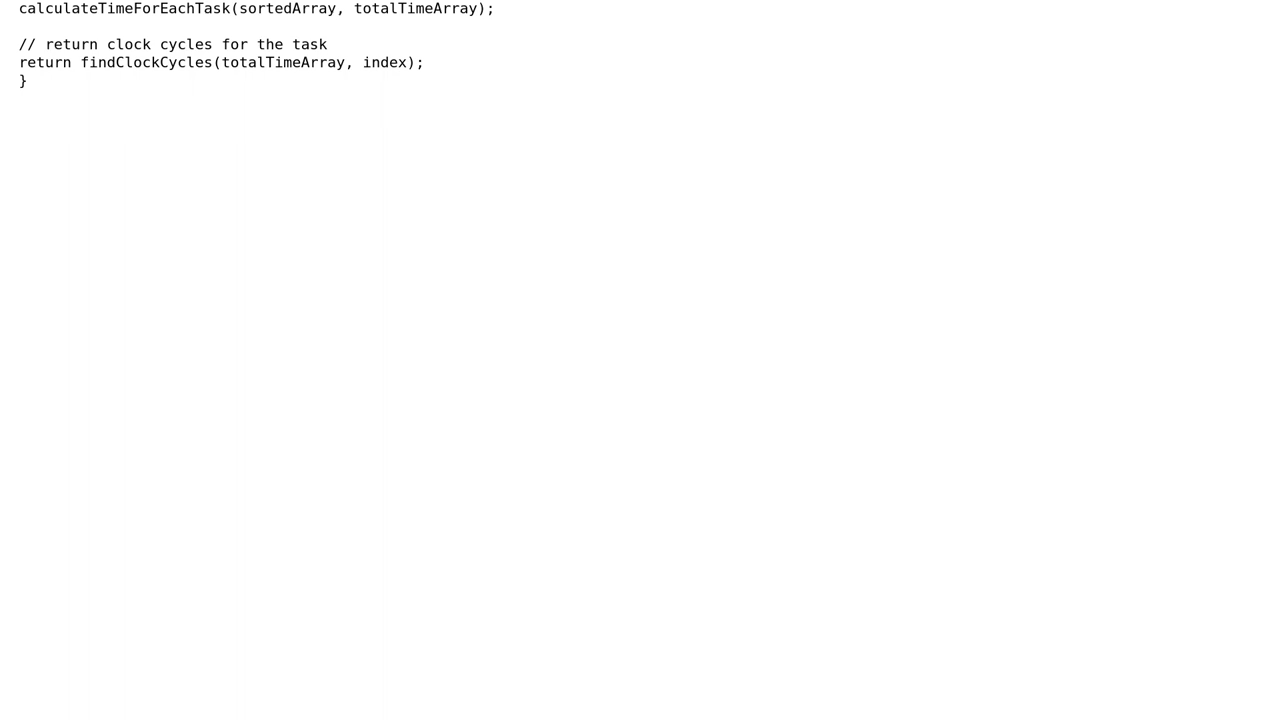 calculateTimeForEachTask(sortedArray, totalTimeArray);
// return clock cycles for the task
return findClockCycles(totalTimeArray, index);
}